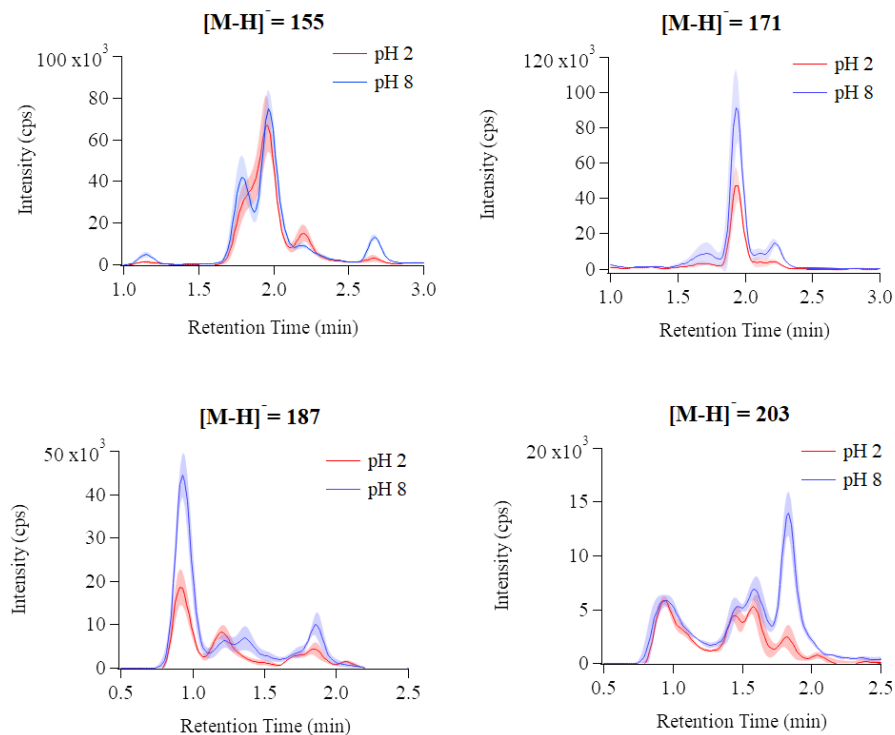 [M-H]⁻= 155
100 x10³
80
60
40
20
0
Intensity (cps)
pH 2
pH 8
1.0 1.5 2.0 2.5 3.0
Retention Time (min)
[M-H]⁻= 171
120 x10³
100
80
60
40
20
0
Intensity (cps)
pH 2
pH 8
1.0 1.5 2.0 2.5 3.0
Retention Time (min)
[M-H]⁻= 187
50 x10³
40
30
20
10
0
Intensity (cps)
pH 2
pH 8
0.5 1.0 1.5 2.0 2.5
Retention Time (min)
[M-H]⁻= 203
20 x10³
15
10
5
0
Intensity (cps)
pH 2
pH 8
0.5 1.0 1.5 2.0 2.5
Retention Time (min)